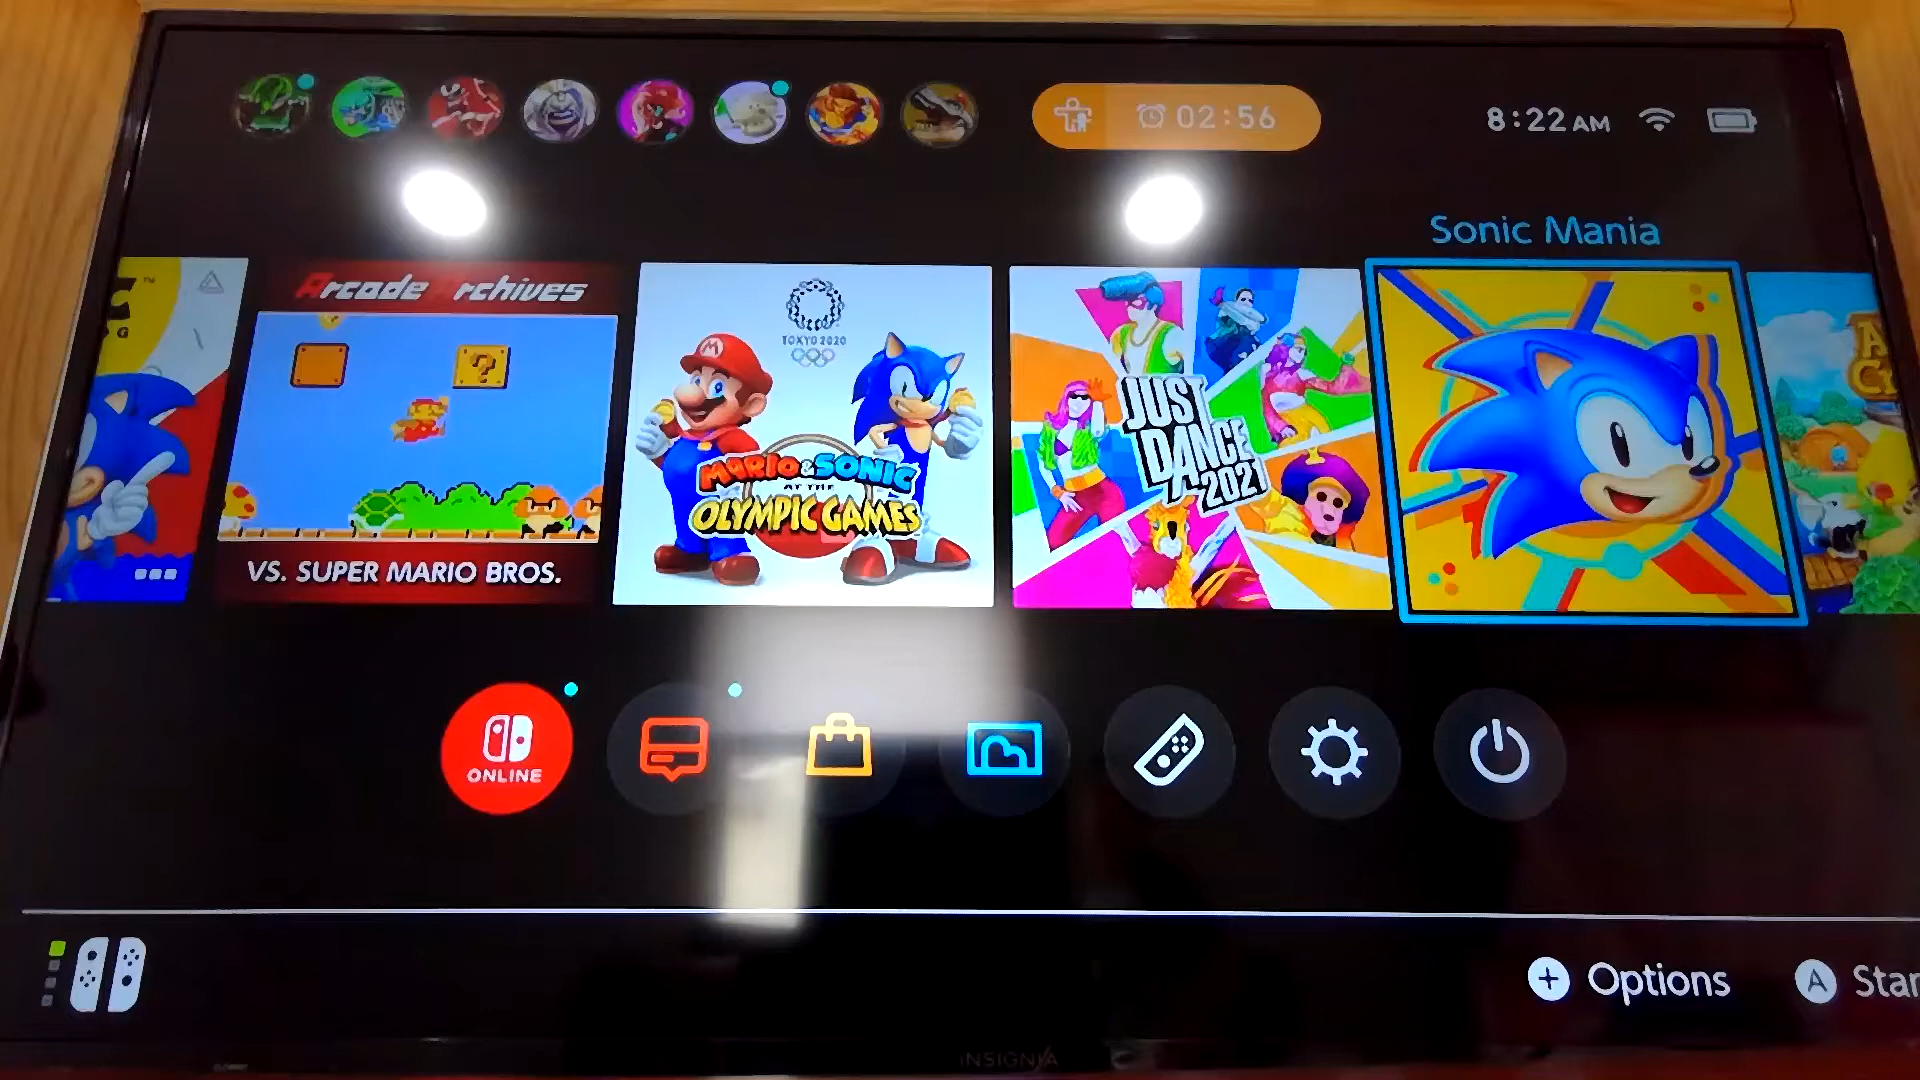 02:56
8:22 AM
Sonic Mania
Arcade Archives
VS. SUPER MARIO BROS.
TOKYO 2020
MARIO & SONIC
AT THE
OLYMPIC GAMES
JUST
DANCE
2021
ONLINE
+ Options
A Star
INSIGNIA